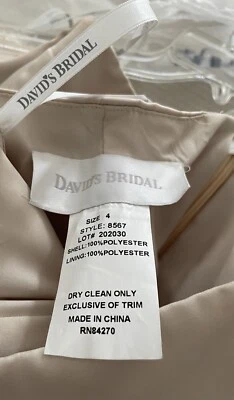 DAVID'S BRIDAL
DAVID'S BRIDAL
SIZE 4
STYLE: 8567
LOT# 202030
SHELL:100%POLYESTER
LINING:100%POLYESTER
DRY CLEAN ONLY
EXCLUSIVE OF TRIM
MADE IN CHINA
RN84270